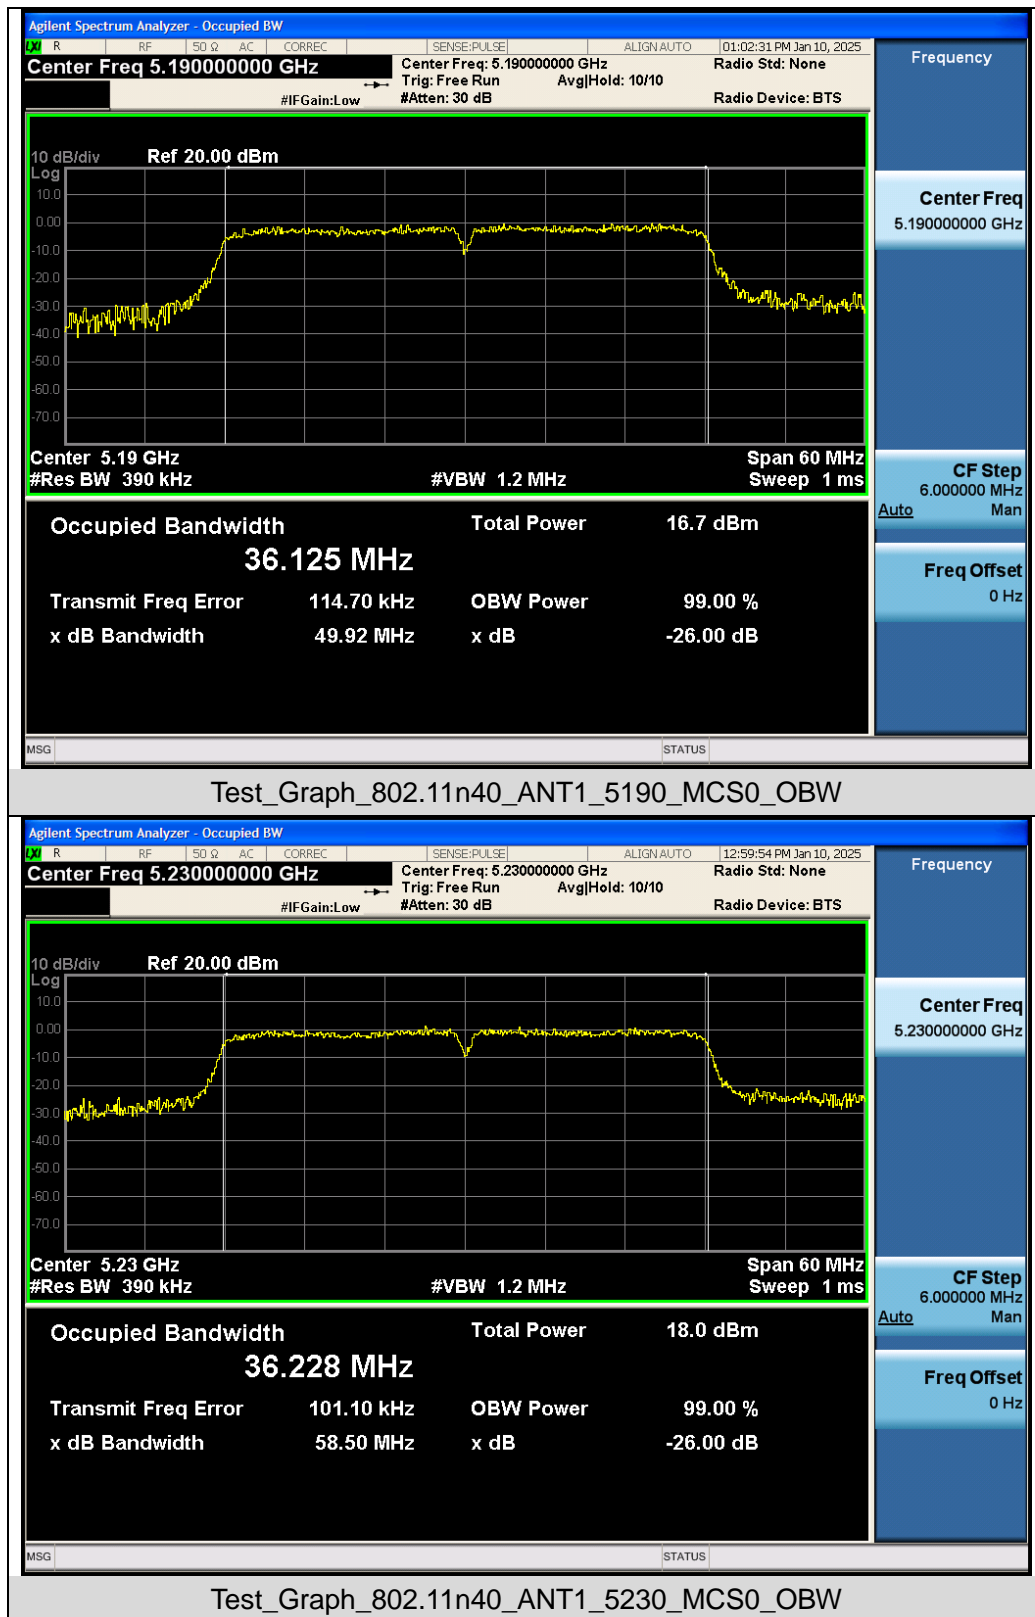 Agilent Spectrum Analyzer - Occupied BW
LXI R RF 50 Ω AC CORREC SENSE:PULSE ALIGN AUTO 01:02:31 PM Jan 10, 2025
Center Freq 5.190000000 GHz
Center Freq: 5.190000000 GHz
Radio Std: None
Trig: Free Run Avg|Hold: 10/10
#IFGain:Low
#Atten: 30 dB
Radio Device: BTS
Frequency
10 dB/div Ref 20.00 dBm
Log
10.0
0.00
-10.0
-20.0
-30.0
-40.0
-50.0
-60.0
-70.0
Center 5.19 GHz Span 60 MHz
#Res BW 390 kHz #VBW 1.2 MHz Sweep 1 ms
Center Freq
5.190000000 GHz
CF Step
6.000000 MHz
Auto Man
Freq Offset
0 Hz
Occupied Bandwidth Total Power 16.7 dBm
36.125 MHz
Transmit Freq Error 114.70 kHz OBW Power 99.00 %
x dB Bandwidth 49.92 MHz x dB -26.00 dB
MSG STATUS
Test_Graph_802.11n40_ANT1_5190_MCS0_OBW
Agilent Spectrum Analyzer - Occupied BW
LXI R RF 50 Ω AC CORREC SENSE:PULSE ALIGN AUTO 12:59:54 PM Jan 10, 2025
Center Freq 5.230000000 GHz
Center Freq: 5.230000000 GHz
Radio Std: None
Trig: Free Run Avg|Hold: 10/10
#IFGain:Low
#Atten: 30 dB
Radio Device: BTS
Frequency
10 dB/div Ref 20.00 dBm
Log
10.0
0.00
-10.0
-20.0
-30.0
-40.0
-50.0
-60.0
-70.0
Center 5.23 GHz Span 60 MHz
#Res BW 390 kHz #VBW 1.2 MHz Sweep 1 ms
Center Freq
5.230000000 GHz
CF Step
6.000000 MHz
Auto Man
Freq Offset
0 Hz
Occupied Bandwidth Total Power 18.0 dBm
36.228 MHz
Transmit Freq Error 101.10 kHz OBW Power 99.00 %
x dB Bandwidth 58.50 MHz x dB -26.00 dB
MSG STATUS
Test_Graph_802.11n40_ANT1_5230_MCS0_OBW